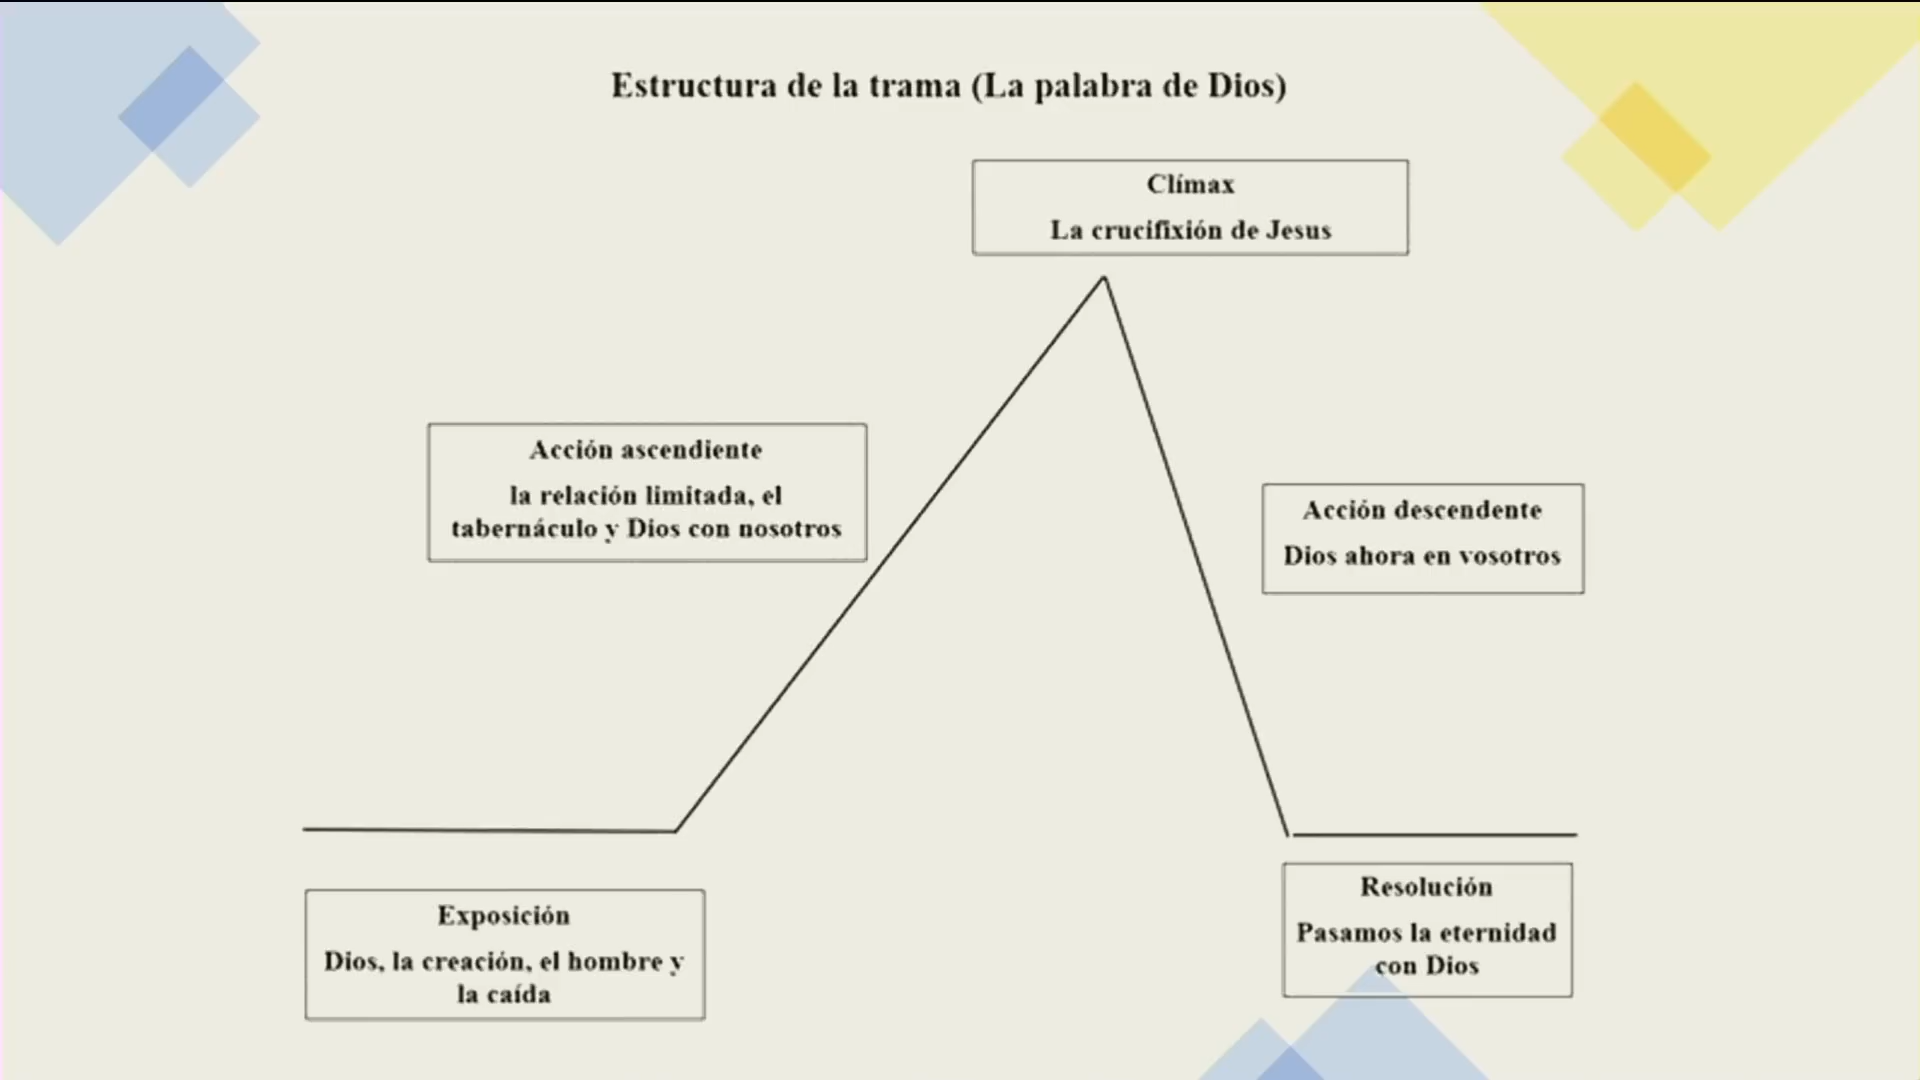 Estructura de la trama (La palabra de Dios)
Clímax
La crucifixión de Jesus
Acción ascendiente
la relación limitada, el
tabernáculo y Dios con nosotros
Acción descendente
Dios ahora en vosotros
Exposición
Dios, la creación, el hombre y
la caída
Resolución
Pasamos la eternidad
con Dios